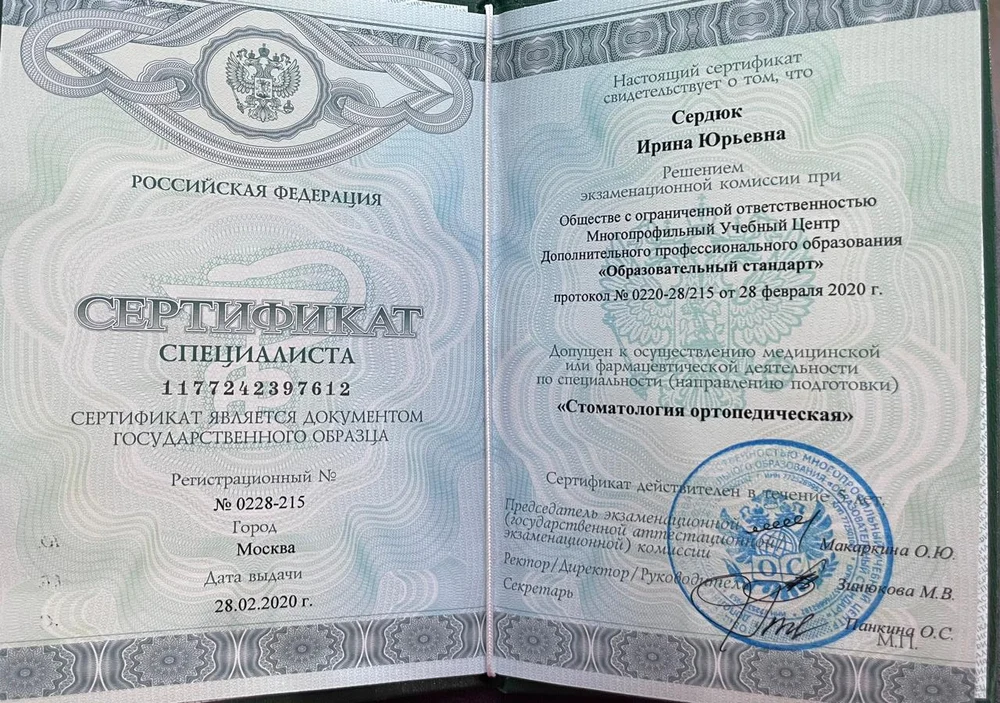 РОССИЙСКАЯ ФЕДЕРАЦИЯ
СЕРТИФИКАТ
СПЕЦИАЛИСТА
1177242397612
СЕРТИФИКАТ ЯВЛЯЕТСЯ ДОКУМЕНТОМ
ГОСУДАРСТВЕННОГО ОБРАЗЦА
Регистрационный №
№ 0228-215
Город
Москва
Дата выдачи
28.02.2020 г.
Настоящий сертификат
свидетельствует о том, что
Сердюк
Ирина Юрьевна
Решением
экзаменационной комиссии при
Обществе с ограниченной ответственностью
Многопрофильный Учебный Центр
Дополнительного профессионального образования
«Образовательный стандарт»
протокол № 0220-28/215 от 28 февраля 2020 г.
Допущен к осуществлению медицинской
или фармацевтической деятельности
по специальности (направлению подготовки)
«Стоматология ортопедическая»
Сертификат действителен в течение 5 лет.
Председатель экзаменационной
(государственной аттестационной
экзаменационной) комиссии
Макаркина О.Ю.
Ректор/Директор/Руководитель
Зинюкова М.В.
Секретарь
Панкина О.С.
М.П.
ОС